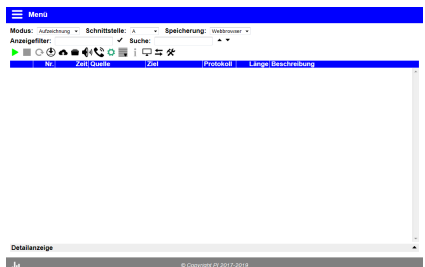 Menü
Modus: Aufzeichnung Schnittstelle: A Speicherung: Webbrowser
Anzeigefilter: Suche:
Nr. Zeit Quelle Ziel Protokoll Länge Beschreibung
Detailanzeige
© Copyright PI 2017-2019